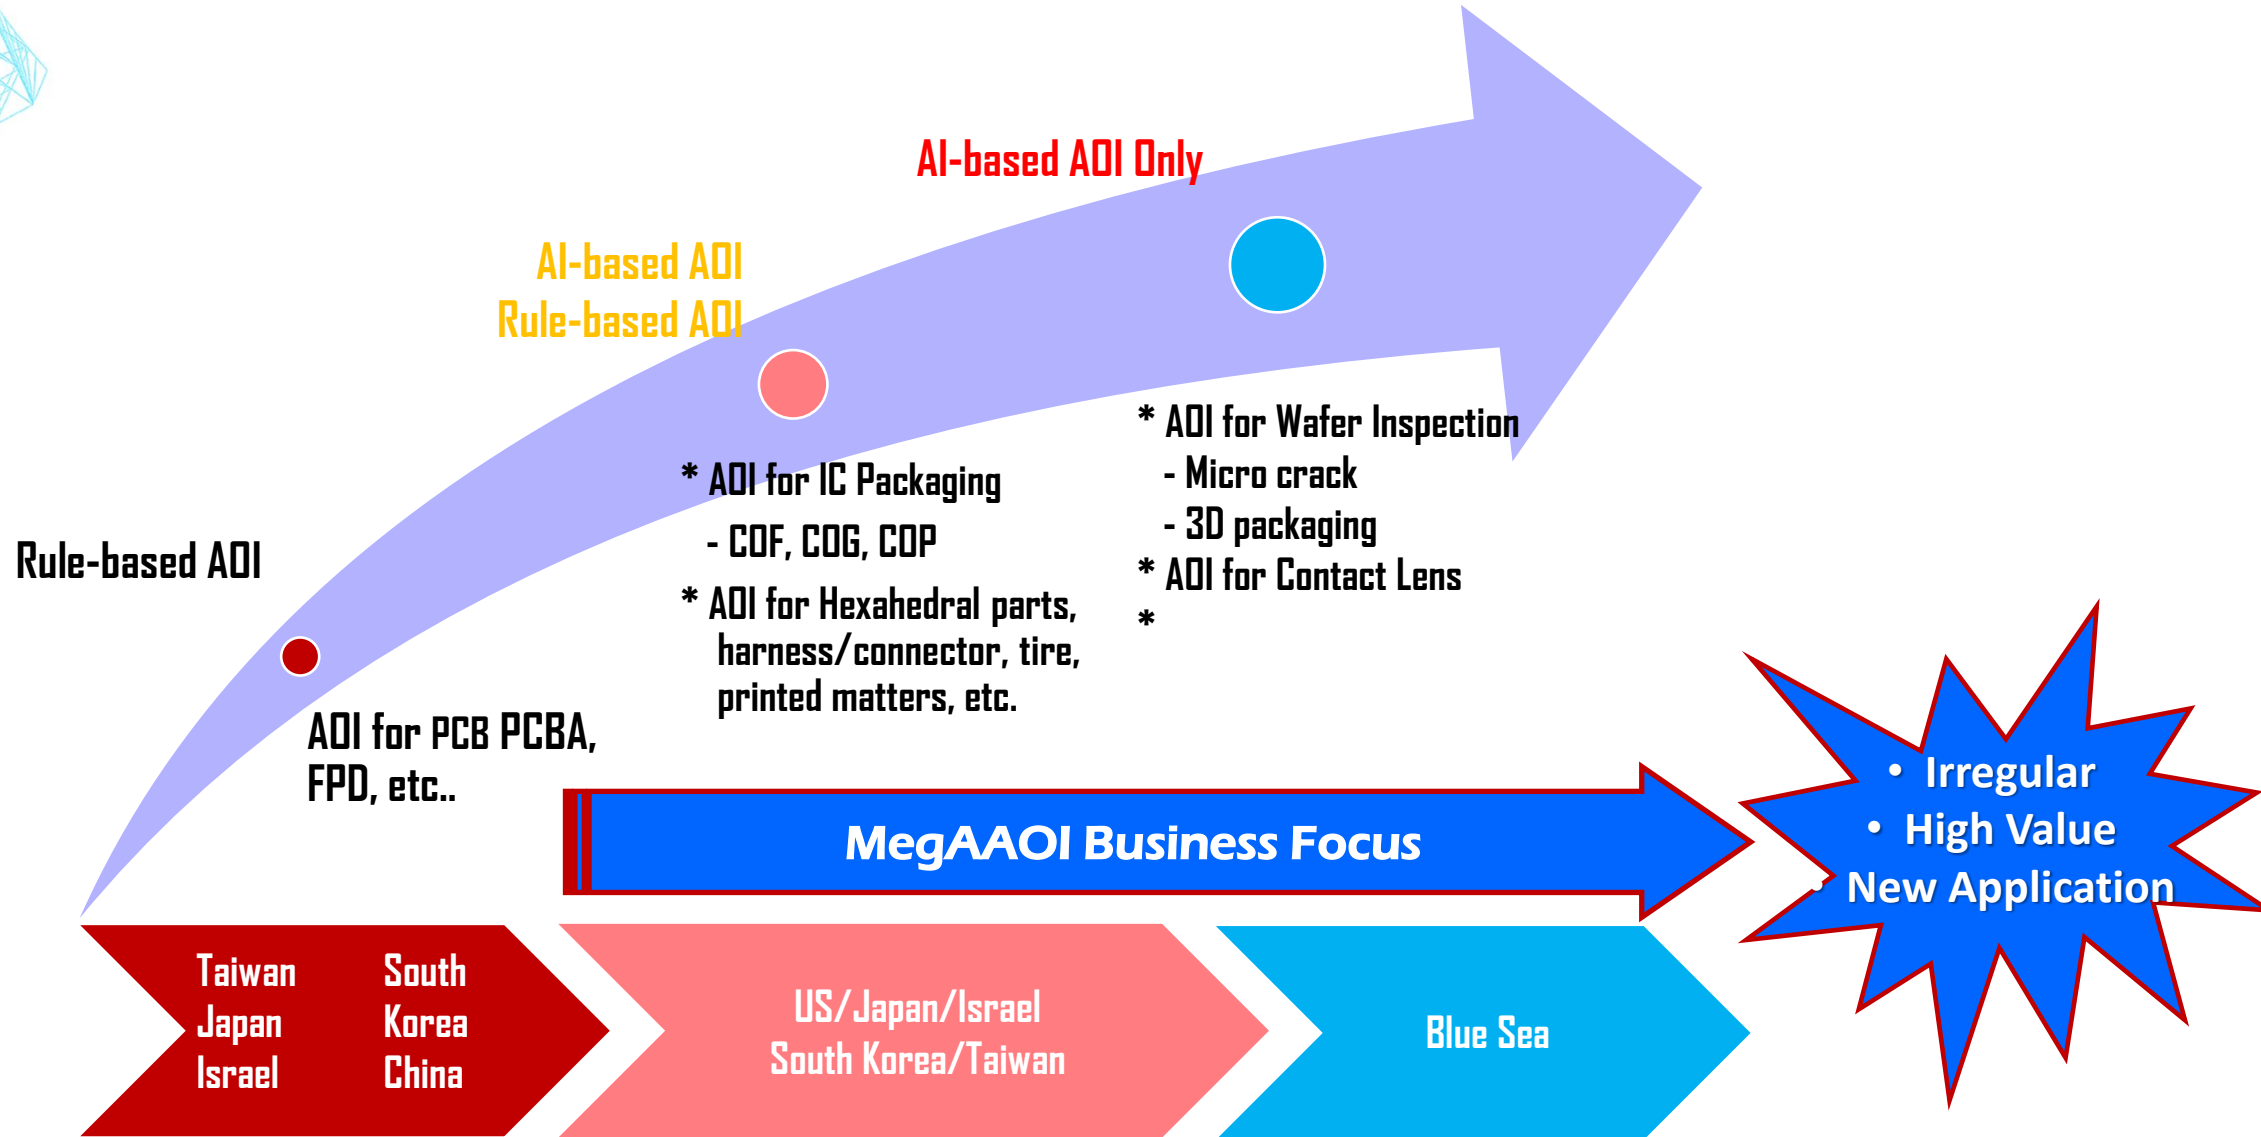 AI-based AOI Only
AI-based AOI
Rule-based AOI
Rule-based AOI
* AOI for Wafer Inspection
- Micro crack
- 3D packaging
* AOI for Contact Lens
*
* AOI for IC Packaging
- COF, COG, COP
* AOI for Hexahedral parts,
harness/connector, tire,
printed matters, etc.
AOI for PCB PCBA,
FPD, etc..
MegAAOI Business Focus
• Irregular
• High Value
• New Application
Taiwan
Japan
Israel
South
Korea
China
US/Japan/Israel
South Korea/Taiwan
Blue Sea